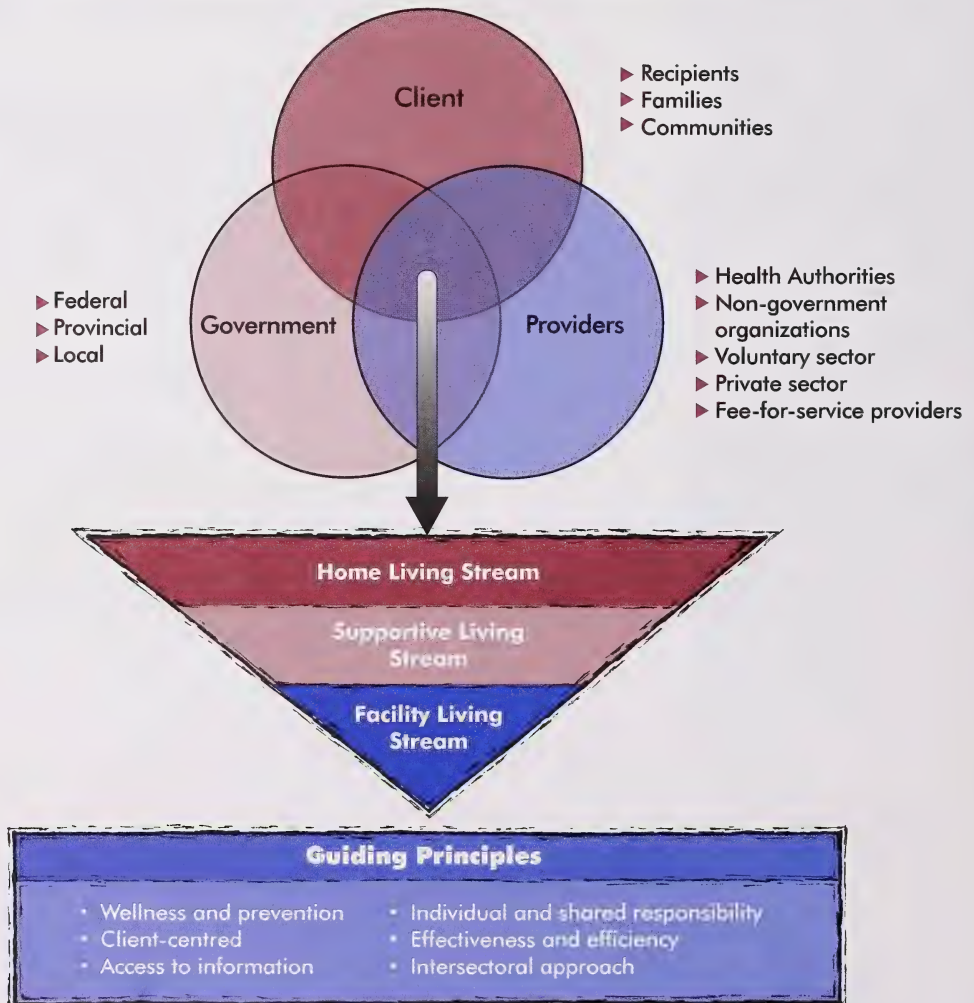 Client
▶ Recipients
▶ Families
▶ Communities
▶ Federal
▶ Provincial
▶ Local
Government
Providers
▶ Health Authorities
▶ Non-government
organizations
▶ Voluntary sector
▶ Private sector
▶ Fee-for-service providers
Home Living Stream
Supportive Living
Stream
Facility Living
Stream
Guiding Principles
• Wellness and prevention
• Client-centred
• Access to information
• Individual and shared responsibility
• Effectiveness and efficiency
• Intersectoral approach